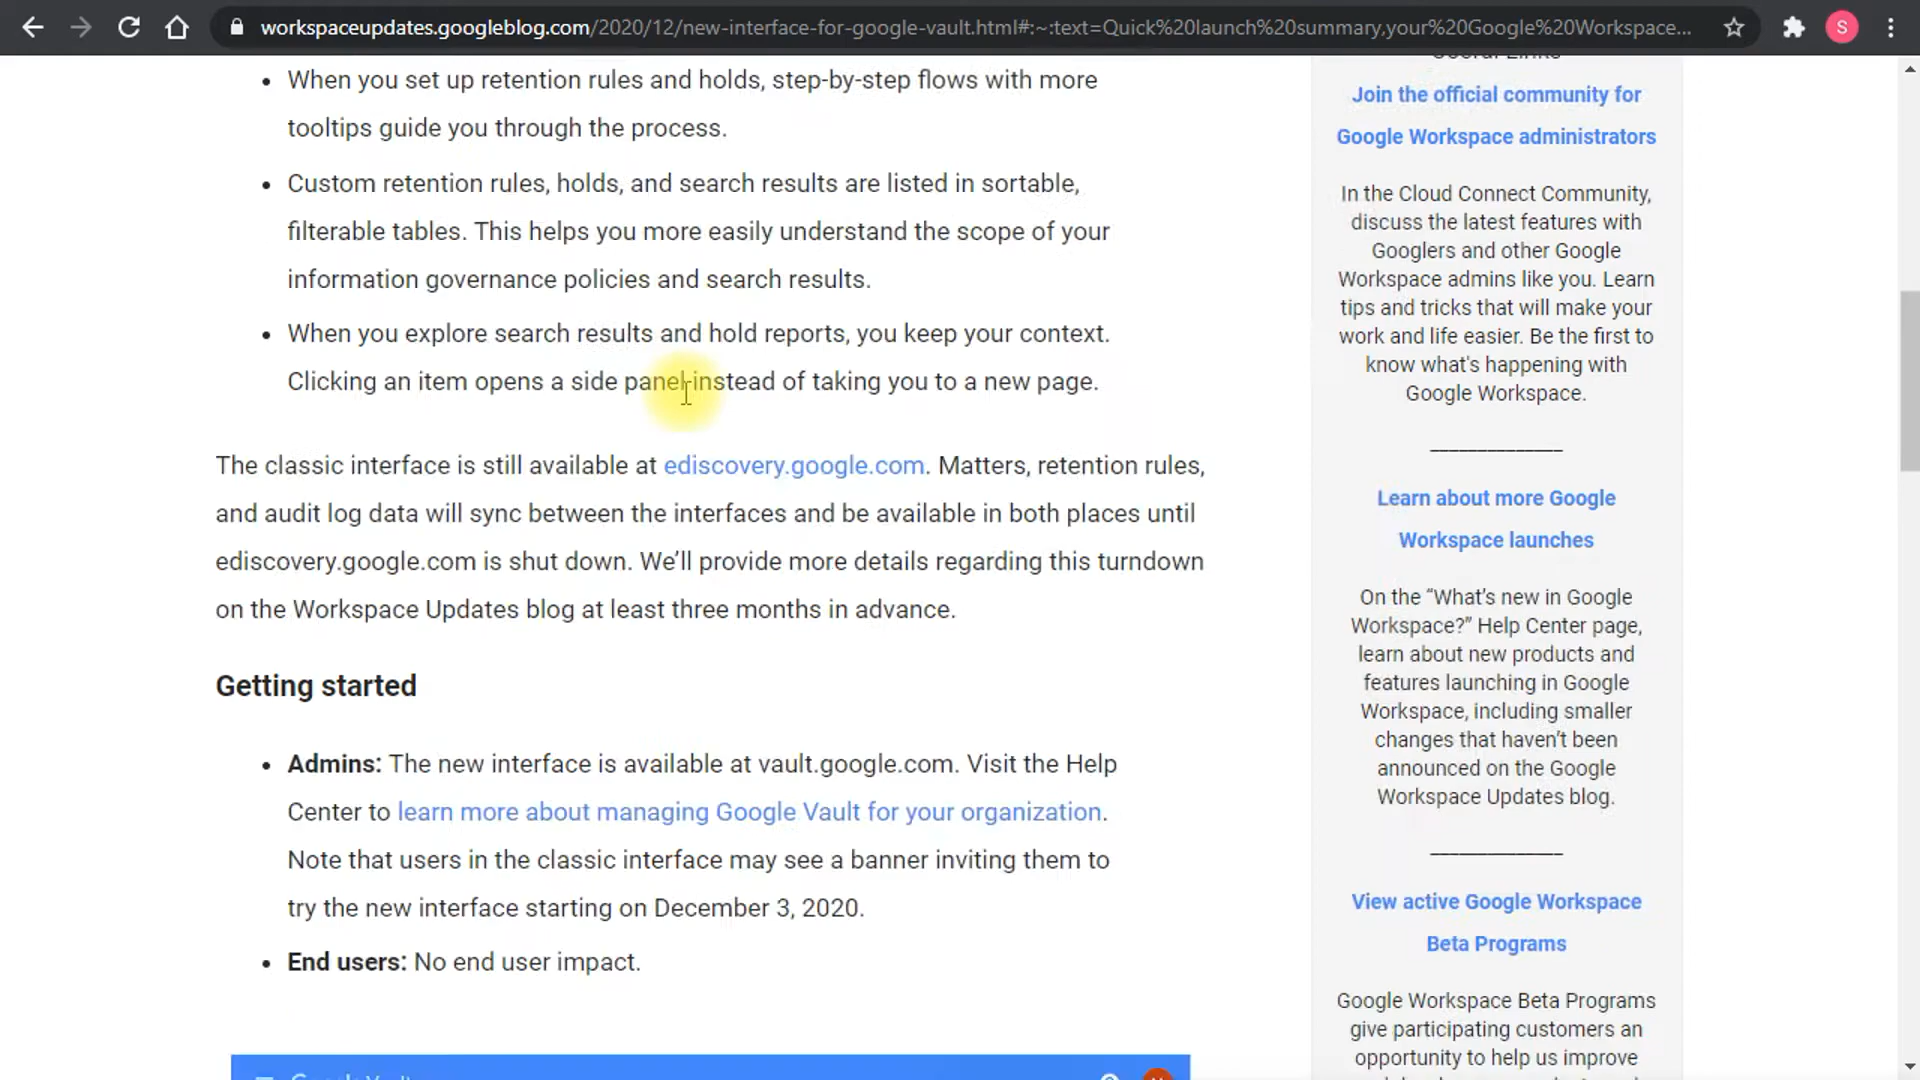 workspaceupdates.googleblog.com/2020/12/new-interface-for-google-vault.html#:~:text=Quick%20launch%20summary,your%20Google%20Workspace...
S
When you set up retention rules and holds, step-by-step flows with more
tooltips guide you through the process.
Custom retention rules, holds, and search results are listed in sortable,
filterable tables. This helps you more easily understand the scope of your
information governance policies and search results.
When you explore search results and hold reports, you keep your context.
Clicking an item opens a side panel instead of taking you to a new page.
The classic interface is still available at ediscovery.google.com. Matters, retention rules,
and audit log data will sync between the interfaces and be available in both places until
ediscovery.google.com is shut down. We’ll provide more details regarding this turndown
on the Workspace Updates blog at least three months in advance.
Getting started
Admins: The new interface is available at vault.google.com. Visit the Help
Center to learn more about managing Google Vault for your organization.
Note that users in the classic interface may see a banner inviting them to
try the new interface starting on December 3, 2020.
End users: No end user impact.
Join the official community for
Google Workspace administrators
In the Cloud Connect Community,
discuss the latest features with
Googlers and other Google
Workspace admins like you. Learn
tips and tricks that will make your
work and life easier. Be the first to
know what's happening with
Google Workspace.
Learn about more Google
Workspace launches
On the “What’s new in Google
Workspace?” Help Center page,
learn about new products and
features launching in Google
Workspace, including smaller
changes that haven’t been
announced on the Google
Workspace Updates blog.
View active Google Workspace
Beta Programs
Google Workspace Beta Programs
give participating customers an
opportunity to help us improve